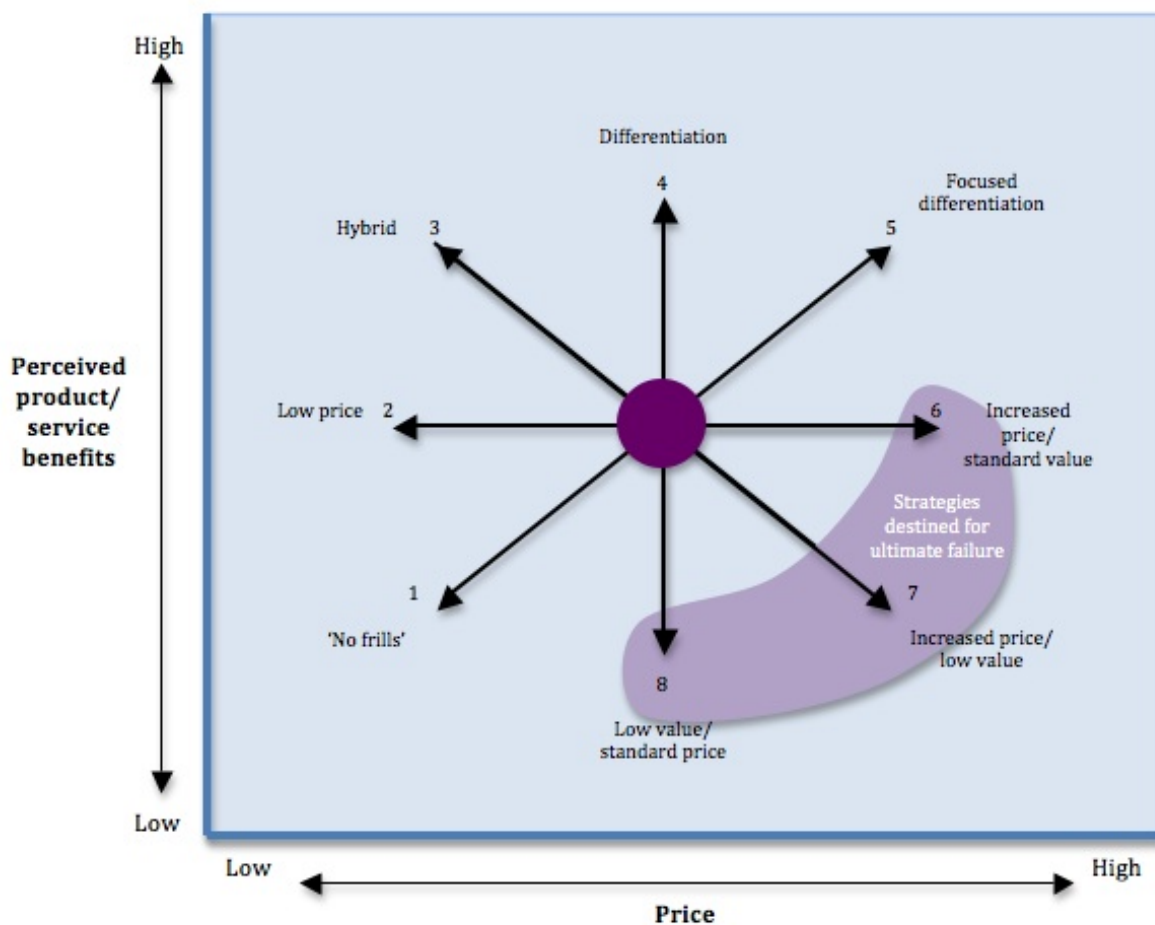 High
Differentiation
4
Focused
differentiation
Hybrid 3
5
Perceived
product/
service
benefits
Low price 2
6 Increased
price/
standard value
Strategies
destined for
ultimate failure
1
7
'No frills'
Increased price/
low value
8
Low value/
standard price
Low
Low
High
Price